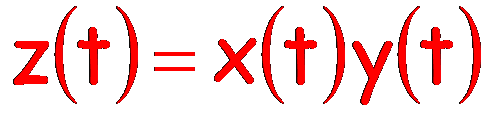 z(t) = x(t)y(t)